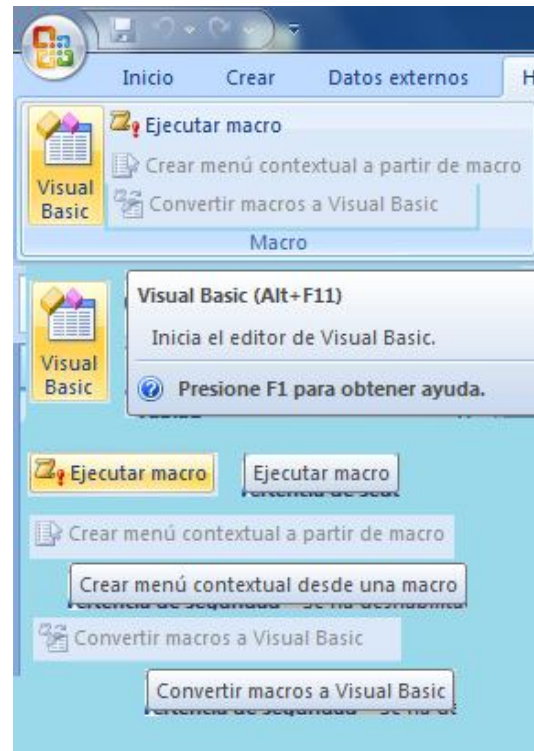 Inicio Crear Datos externos H
Ejecutar macro
Crear menú contextual a partir de macro
Convertir macros a Visual Basic
Visual
Basic
Macro
Visual Basic (Alt+F11)
Inicia el editor de Visual Basic.
Presione F1 para obtener ayuda.
Visual
Basic
Ejecutar macro Ejecutar macro
Crear menú contextual a partir de macro
Crear menú contextual desde una macro
Convertir macros a Visual Basic
Convertir macros a Visual Basic